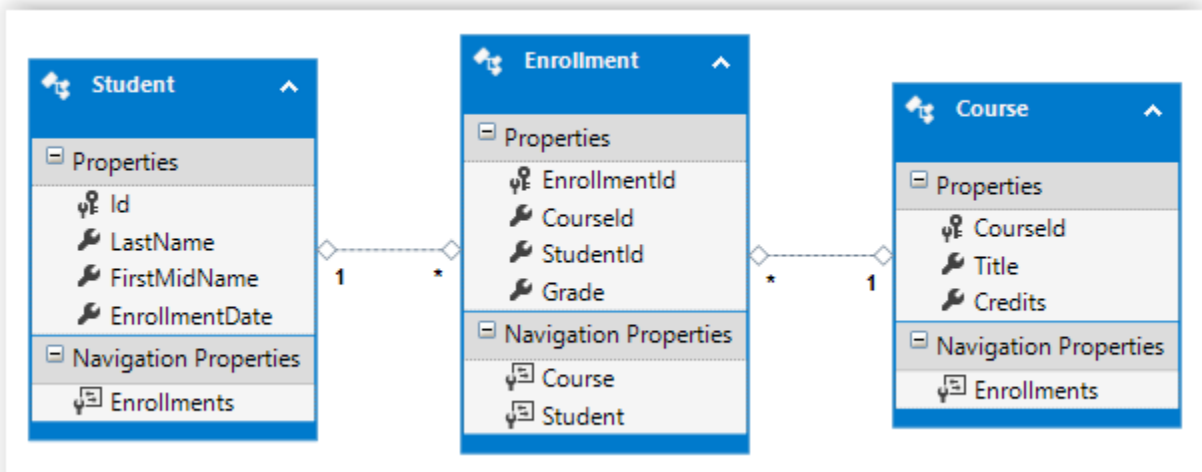 Student
Properties
Id
LastName
FirstMidName
EnrollmentDate
Navigation Properties
Enrollments
1
*
Enrollment
Properties
EnrollmentId
CourseId
StudentId
Grade
Navigation Properties
Course
Student
*
1
Course
Properties
CourseId
Title
Credits
Navigation Properties
Enrollments